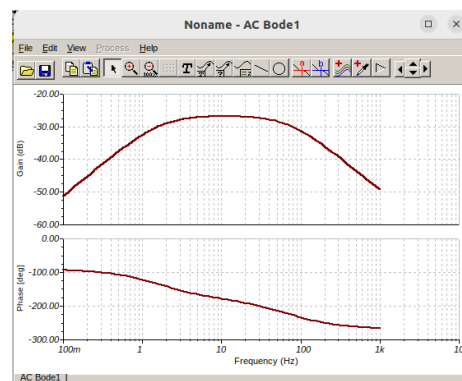 Noname - AC Bode1
File Edit View Process Help
T
a b
-20.00
-30.00
-40.00
-50.00
-60.00
Gain (dB)
0.00
-100.00
-200.00
-300.00
Phase [deg]
100m 1 10 100 1k 10
Frequency (Hz)
AC Bode1